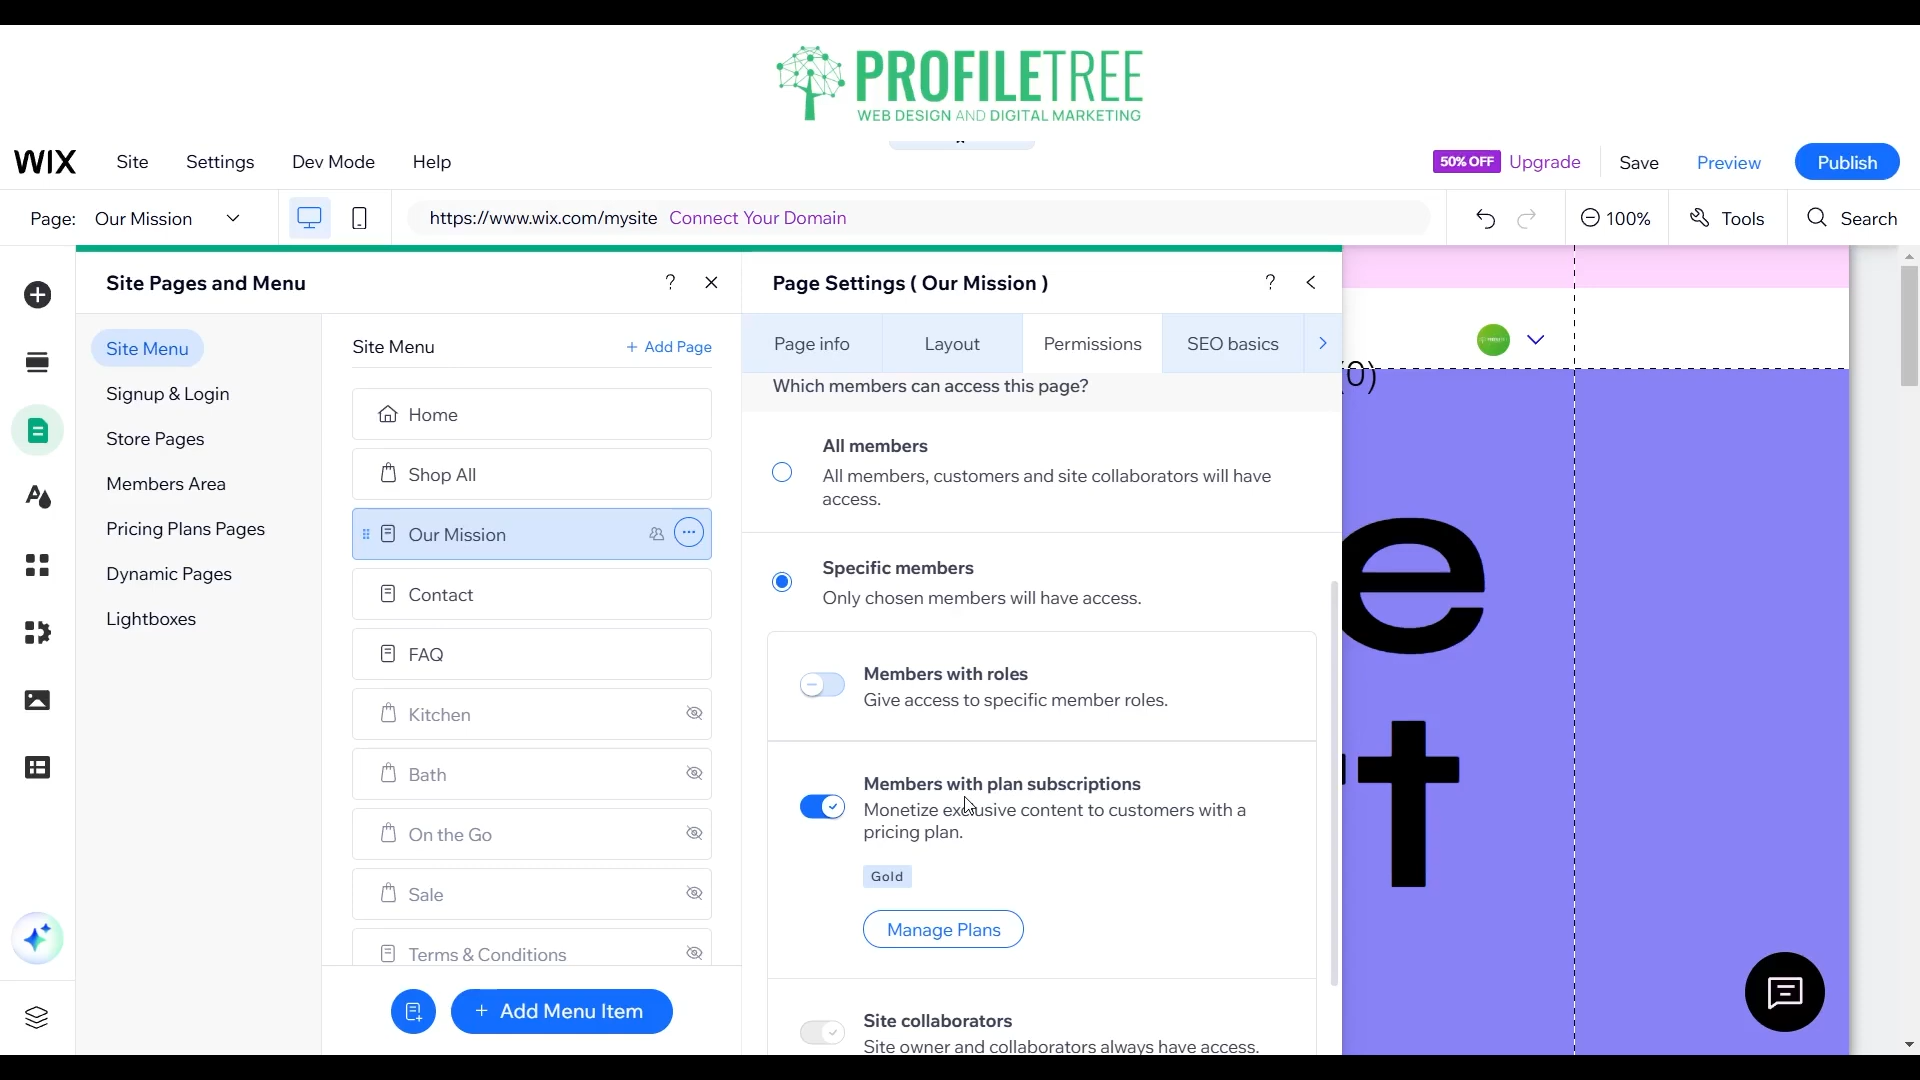 PROFILETREE
WEB DESIGN AND DIGITAL MARKETING
WIX Site Settings Dev Mode Help 50% OFF Upgrade Save Preview Publish
Page: Our Mission https://www.wix.com/mysite Connect Your Domain 100% Tools Search
Site Pages and Menu ?
Site Menu
Signup & Login
Store Pages
Members Area
Pricing Plans Pages
Dynamic Pages
Lightboxes
Site Menu + Add Page
Home
Shop All
Our Mission
Contact
FAQ
Kitchen
Bath
On the Go
Sale
Terms & Conditions
+ Add Menu Item
Page Settings ( Our Mission ) ?
Page info Layout Permissions SEO basics
Which members can access this page?
All members
All members, customers and site collaborators will have
access.
Specific members
Only chosen members will have access.
Members with roles
Give access to specific member roles.
Members with plan subscriptions
Monetize exclusive content to customers with a
pricing plan.
Gold
Manage Plans
Site collaborators
Site owner and collaborators always have access.
(0)
e
t